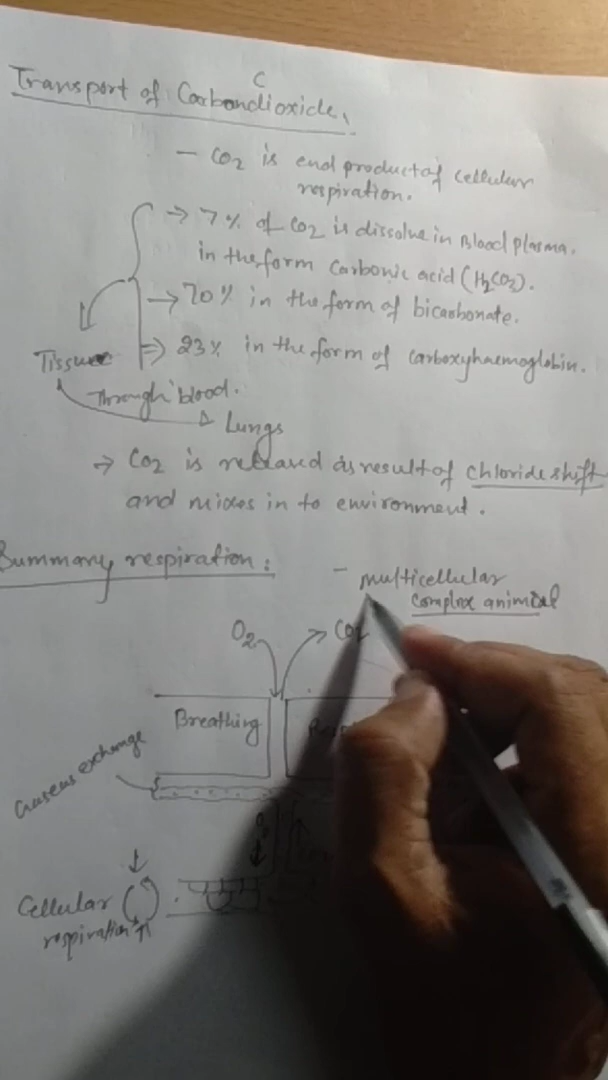 C
Transport of Carbondioxide,
- CO2 is end product of cellular
respiration.
→ 7% of CO2 is dissolve in Blood plasma.
in the form Carbonic acid (H2CO3).
→ 70% in the form of bicarbonate.
Tissue
⇒ 23% in the form of carboxyhaemoglobin.
Through blood.
Lungs
→ CO2 is released as result of chloride shift
and mixes in to environment.
Summary respiration:
- multicellular
complex animal
O2
CO2
Breathing
Gaseus exchange
Cellular
respiration